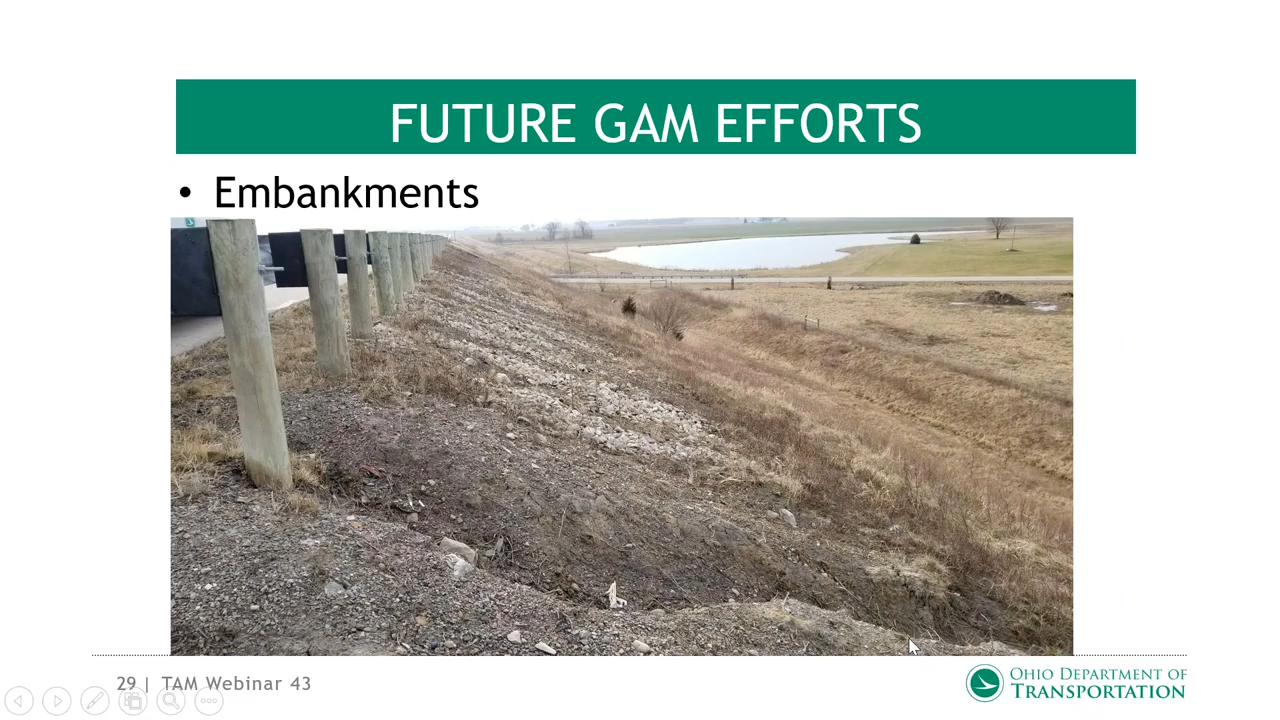 FUTURE GAM EFFORTS
• Embankments
29 | TAM Webinar 43
OHIO DEPARTMENT OF
TRANSPORTATION